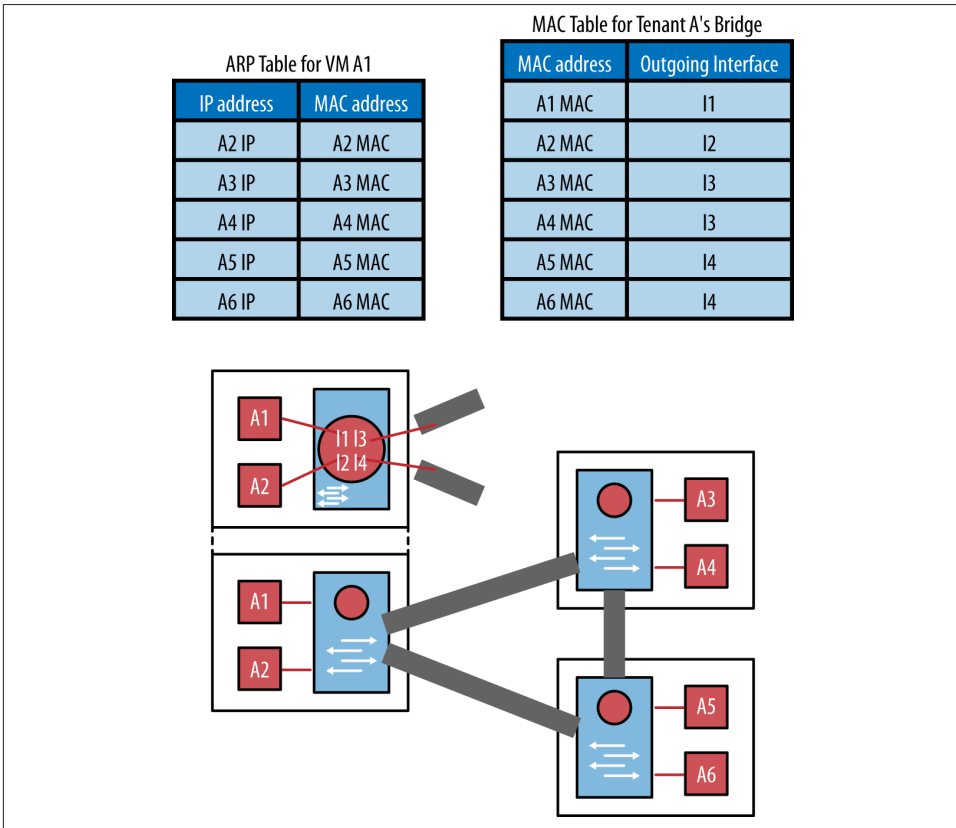 MAC Table for Tenant A's Bridge
ARP Table for VM A1
MAC address Outgoing Interface
IP address MAC address
A1 MAC I1
A2 IP A2 MAC
A2 MAC I2
A3 IP A3 MAC
A3 MAC I3
A4 IP A4 MAC
A4 MAC I3
A5 IP A5 MAC
A5 MAC I4
A6 IP A6 MAC
A6 MAC I4
A1
I1 I3
I2 I4
A2
A3
A4
A1
A2
A5
A6